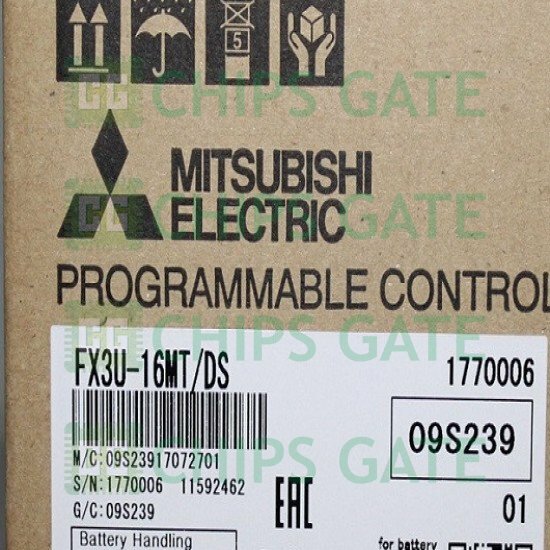 5
CHIPS GATE
MITSUBISHI
ELECTRIC
CHIPS GATE
PROGRAMMABLE CONTROL
CHIPS GATE
FX3U-16MT/DS 1770006
M/C:09S23917072701
09S239
S/N:1770006 11592462
G/C:09S239
EAC
01
CHIPS GATE
Battery Handling
for battery